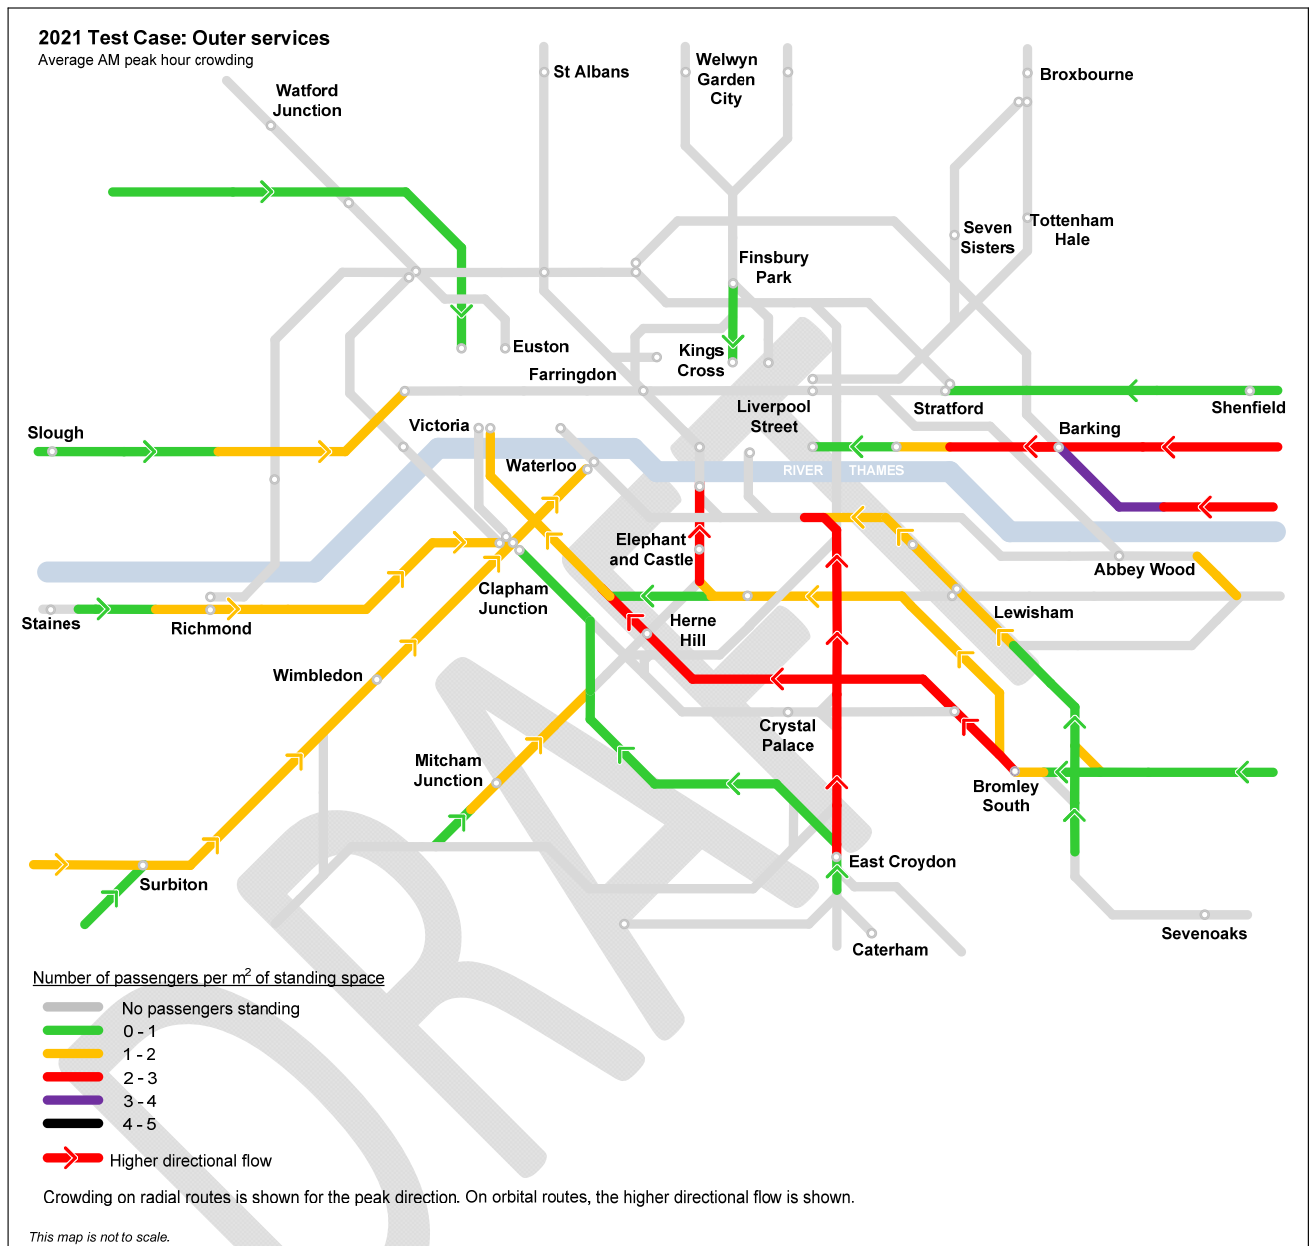 2021 Test Case: Outer services
Average AM peak hour crowding
Watford
Junction
St Albans
Welwyn
Garden
City
Broxbourne
Seven
Sisters
Tottenham
Hale
Finsbury
Park
Euston
Kings
Cross
Farringdon
Liverpool
Street
Stratford
Shenfield
Slough
Victoria
Barking
Waterloo
RIVER THAMES
Elephant
and Castle
Abbey Wood
Clapham
Junction
Staines
Richmond
Herne
Hill
Lewisham
Wimbledon
Crystal
Palace
Mitcham
Junction
Bromley
South
East Croydon
Surbiton
Sevenoaks
Caterham
Number of passengers per m2 of standing space
No passengers standing
0 - 1
1 - 2
2 - 3
3 - 4
4 - 5
Higher directional flow
Crowding on radial routes is shown for the peak direction. On orbital routes, the higher directional flow is shown.
This map is not to scale.
DRAFT